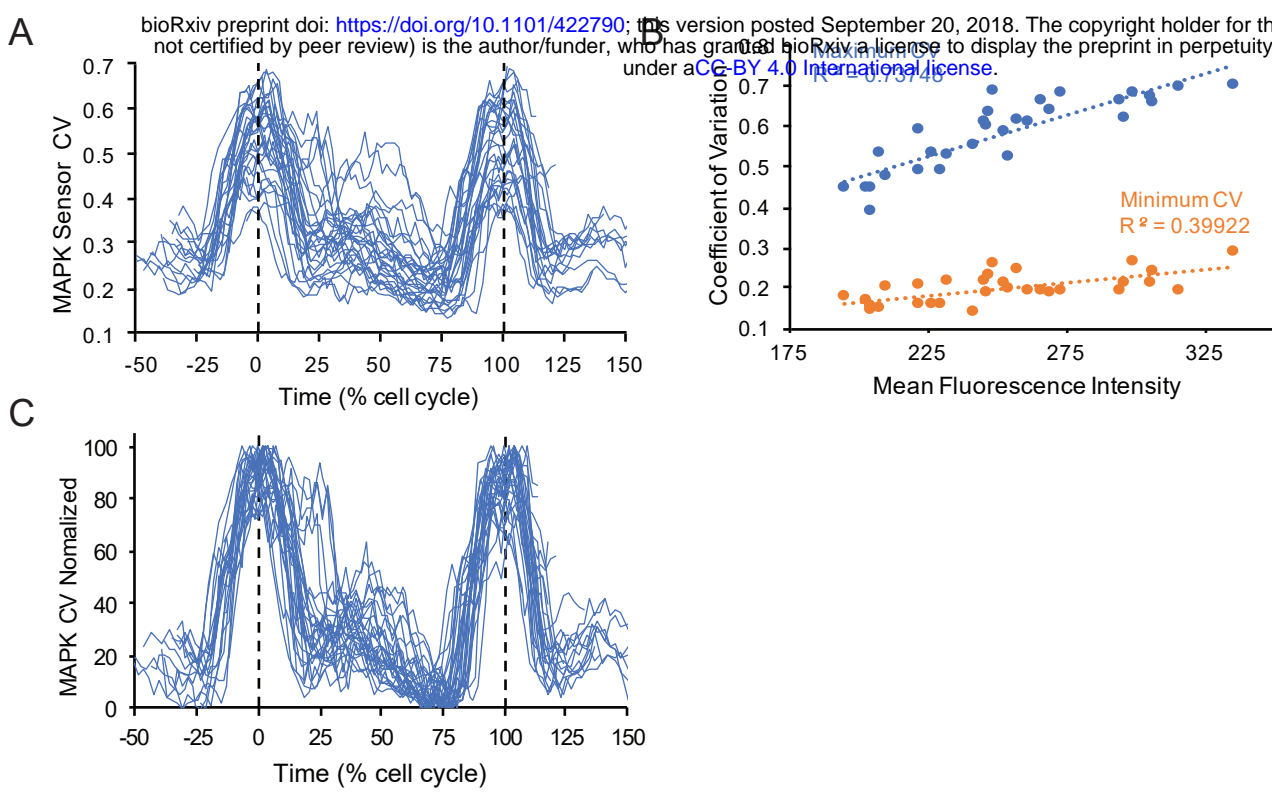 A
bioRxiv preprint doi: https://doi.org/10.1101/422790; this version posted September 20, 2018. The copyright holder for th
B
not certified by peer review) is the author/funder, who has granted bioRxiv a license to display the preprint in perpetuity
under aCC-BY 4.0 International license.
MAPK Sensor CV
0.7
0.6
0.5
0.4
0.3
0.2
0.1
-50 -25 0 25 50 75 100 125 150
Time (% cell cycle)
Coefficient of Variation
0.8
0.7
0.6
0.5
0.4
0.3
0.2
0.1
Maximum CV
R² = 0.73748
Minimum CV
R² = 0.39922
175 225 275 325
Mean Fluorescence Intensity
C
MAPK CV Nomalized
100
80
60
40
20
0
-50 -25 0 25 50 75 100 125 150
Time (% cell cycle)